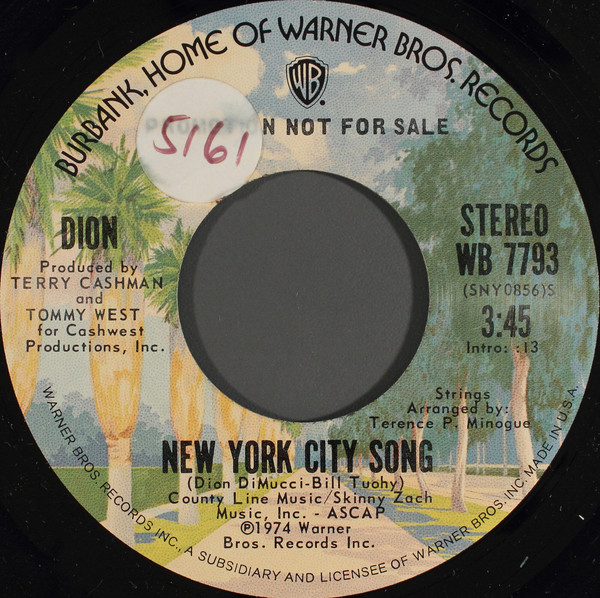 BURBANK, HOME OF WARNER BROS. RECORDS
WB
N NOT FOR SALE
5161
DION
Produced by
TERRY CASHMAN
and
TOMMY WEST
for Cashwest
Productions, Inc.
STEREO
WB 7793
(SNY0856)S
3:45
Intro: :13
Strings
Arranged by:
Terence P. Minogue
NEW YORK CITY SONG
(Dion DiMucci-Bill Tuohy)
County Line Music/Skinny Zach
Music, Inc. - ASCAP
℗1974 Warner
Bros. Records Inc.
WARNER BROS. RECORDS INC., A SUBSIDIARY AND LICENSEE OF WARNER BROS. INC. MADE IN U.S.A.